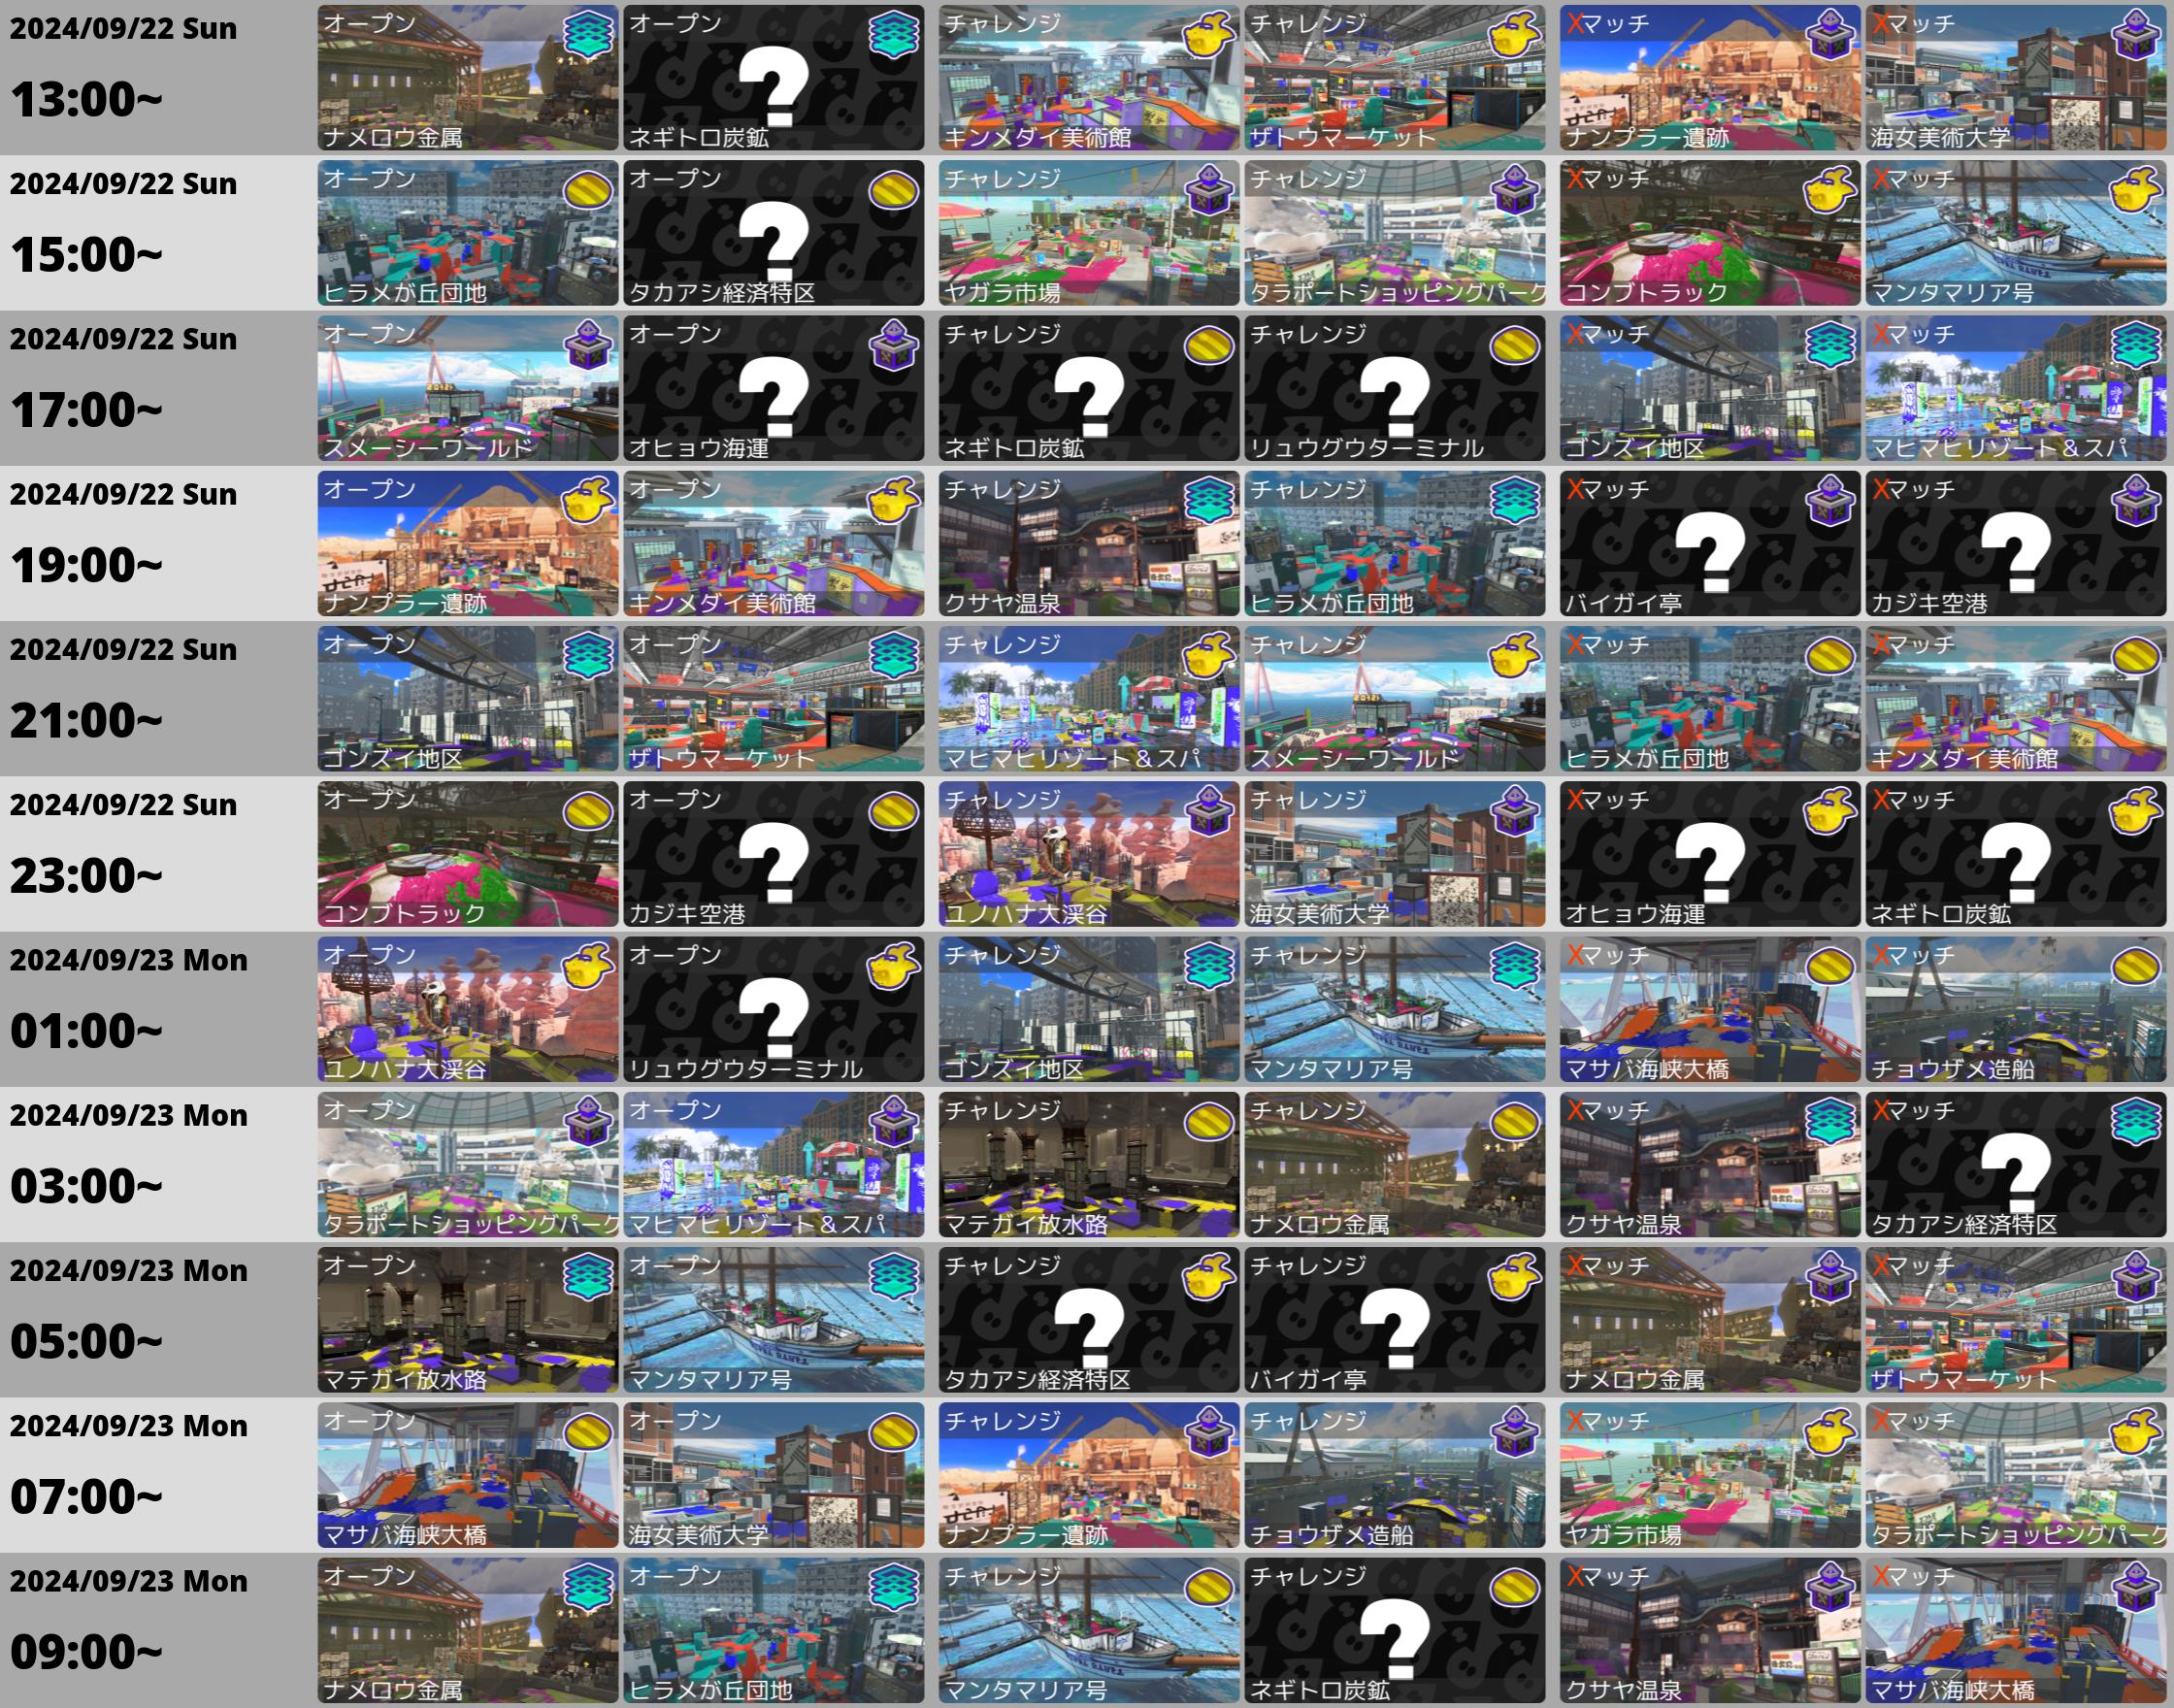 2024/09/22 Sun
13:00~
オープン
ナメロウ金属
オープン
ネギトロ炭鉱
チャレンジ
キンメダイ美術館
チャレンジ
ザトウマーケット
Xマッチ
ナンプラー遺跡
Xマッチ
海女美術大学
2024/09/22 Sun
15:00~
オープン
ヒラメが丘団地
オープン
タカアシ経済特区
チャレンジ
ヤガラ市場
チャレンジ
タラポートショッピングパーク
Xマッチ
コンブトラック
Xマッチ
マンタマリア号
2024/09/22 Sun
17:00~
オープン
スメーシーワールド
オープン
オヒョウ海運
チャレンジ
ネギトロ炭鉱
チャレンジ
リュウグウターミナル
Xマッチ
ゴンズイ地区
Xマッチ
マヒマヒリゾート＆スパ
2024/09/22 Sun
19:00~
オープン
ナンプラー遺跡
オープン
キンメダイ美術館
チャレンジ
クサヤ温泉
チャレンジ
ヒラメが丘団地
Xマッチ
バイガイ亭
Xマッチ
カジキ空港
2024/09/22 Sun
21:00~
オープン
ゴンズイ地区
オープン
ザトウマーケット
チャレンジ
マヒマヒリゾート＆スパ
チャレンジ
スメーシーワールド
Xマッチ
ヒラメが丘団地
Xマッチ
キンメダイ美術館
2024/09/22 Sun
23:00~
オープン
コンブトラック
オープン
カジキ空港
チャレンジ
ユノハナ大渓谷
チャレンジ
海女美術大学
Xマッチ
オヒョウ海運
Xマッチ
ネギトロ炭鉱
2024/09/23 Mon
01:00~
オープン
ユノハナ大渓谷
オープン
リュウグウターミナル
チャレンジ
ゴンズイ地区
チャレンジ
マンタマリア号
Xマッチ
マサバ海峡大橋
Xマッチ
チョウザメ造船
2024/09/23 Mon
03:00~
オープン
タラポートショッピングパーク
オープン
マヒマヒリゾート＆スパ
チャレンジ
マテガイ放水路
チャレンジ
ナメロウ金属
Xマッチ
クサヤ温泉
Xマッチ
タカアシ経済特区
2024/09/23 Mon
05:00~
オープン
マテガイ放水路
オープン
マンタマリア号
チャレンジ
タカアシ経済特区
チャレンジ
バイガイ亭
Xマッチ
ナメロウ金属
Xマッチ
ザトウマーケット
2024/09/23 Mon
07:00~
オープン
マサバ海峡大橋
オープン
海女美術大学
チャレンジ
ナンプラー遺跡
チャレンジ
チョウザメ造船
Xマッチ
ヤガラ市場
Xマッチ
タラポートショッピングパーク
2024/09/23 Mon
09:00~
オープン
ナメロウ金属
オープン
ヒラメが丘団地
チャレンジ
マンタマリア号
チャレンジ
ネギトロ炭鉱
Xマッチ
クサヤ温泉
Xマッチ
マサバ海峡大橋